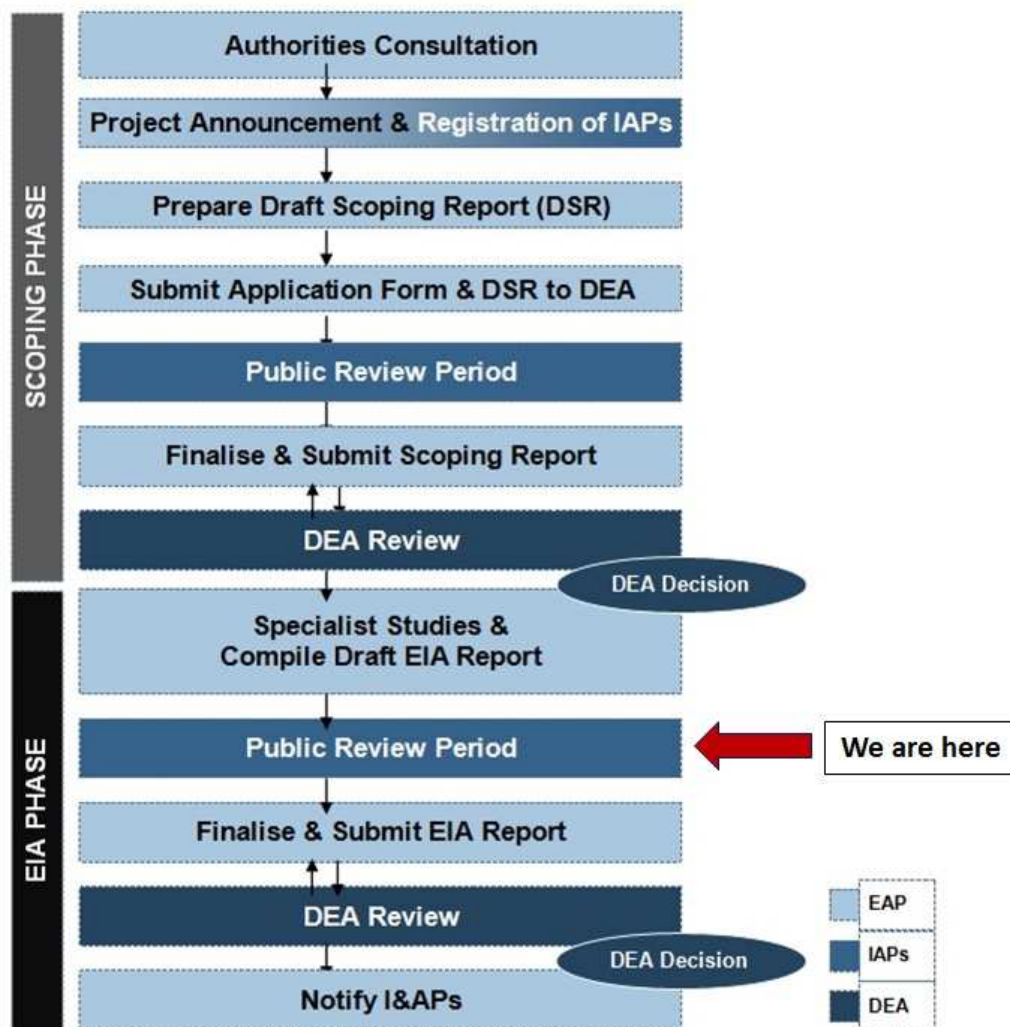 SCOPING PHASE
Authorities Consultation
Project Announcement & Registration of IAPs
Prepare Draft Scoping Report (DSR)
Submit Application Form & DSR to DEA
Public Review Period
Finalise & Submit Scoping Report
DEA Review
DEA Decision
EIA PHASE
Specialist Studies &
Compile Draft EIA Report
Public Review Period
We are here
Finalise & Submit EIA Report
DEA Review
DEA Decision
Notify I&APs
EAP
IAPs
DEA